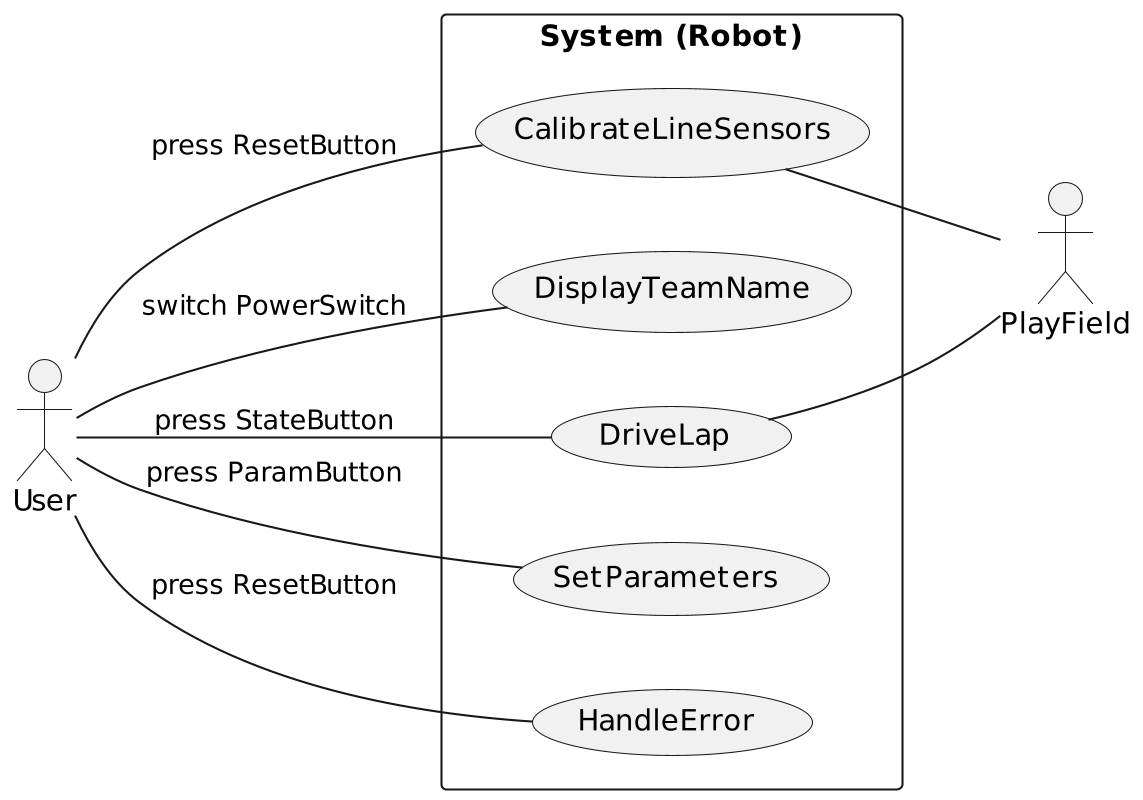 System (Robot)
press ResetButton
CalibrateLineSensors
switch PowerSwitch
DisplayTeamName
PlayField
press StateButton
DriveLap
press ParamButton
User
SetParameters
press ResetButton
HandleError